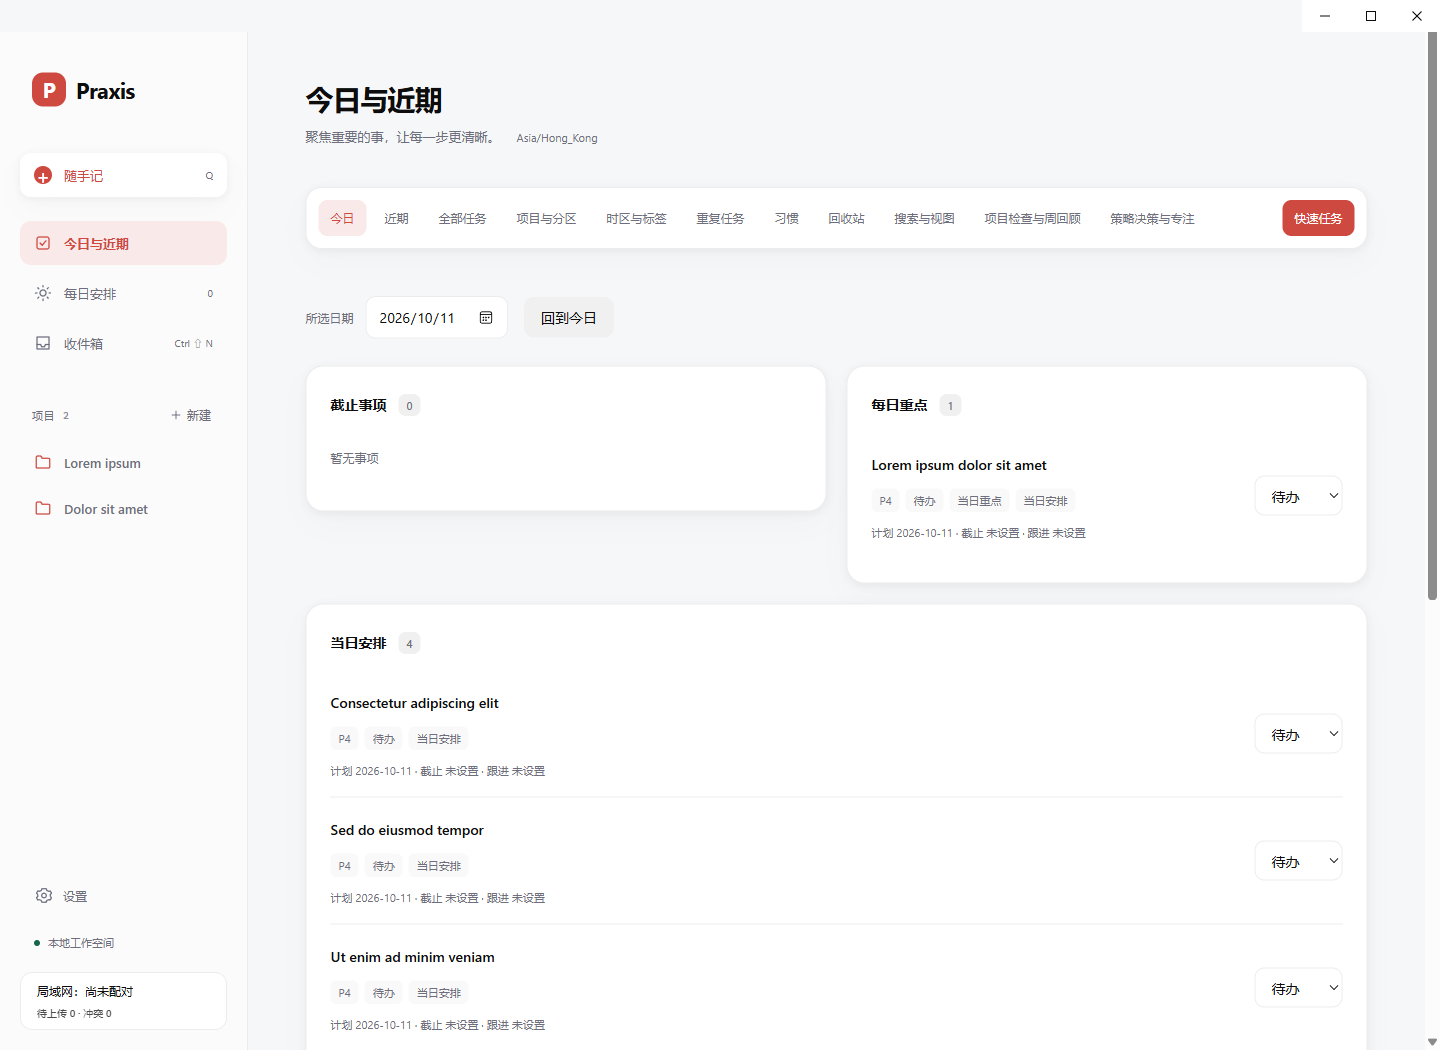 P Praxis
随手记 Q
今日与近期
每日安排 0
收件箱 Ctrl ⇧ N
项目 2 + 新建
Lorem ipsum
Dolor sit amet
设置
本地工作空间
局域网：尚未配对
待上传 0 · 冲突 0
今日与近期
聚焦重要的事，让每一步更清晰。 Asia/Hong_Kong
今日 近期 全部任务 项目与分区 时区与标签 重复任务 习惯 回收站 搜索与视图 项目检查与周回顾 策略决策与专注 快速任务
所选日期 2026/10/11 回到今日
截止事项 0
暂无事项
每日重点 1
Lorem ipsum dolor sit amet
P4 待办 当日重点 当日安排
待办
计划 2026-10-11 · 截止 未设置 · 跟进 未设置
当日安排 4
Consectetur adipiscing elit
P4 待办 当日安排
待办
计划 2026-10-11 · 截止 未设置 · 跟进 未设置
Sed do eiusmod tempor
P4 待办 当日安排
待办
计划 2026-10-11 · 截止 未设置 · 跟进 未设置
Ut enim ad minim veniam
P4 待办 当日安排
待办
计划 2026-10-11 · 截止 未设置 · 跟进 未设置